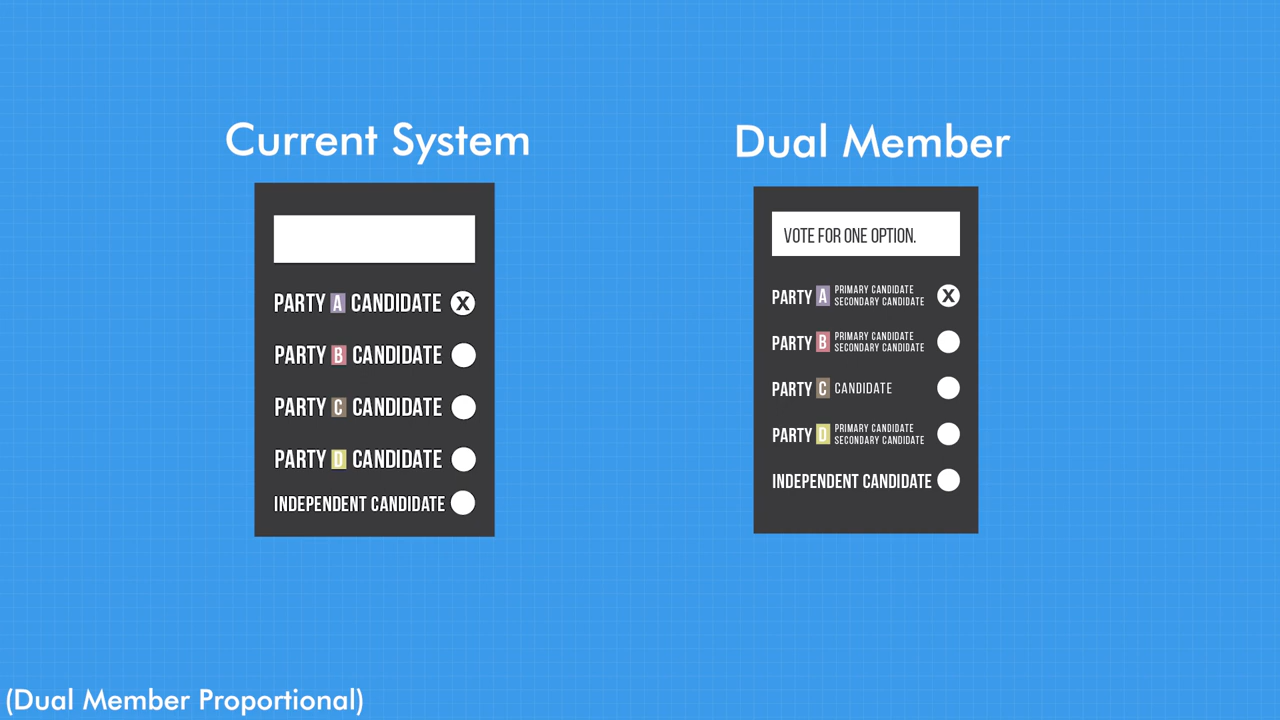 Current System
PARTY A CANDIDATE X
PARTY B CANDIDATE
PARTY C CANDIDATE
PARTY D CANDIDATE
INDEPENDENT CANDIDATE
Dual Member
VOTE FOR ONE OPTION.
PARTY A PRIMARY CANDIDATE
SECONDARY CANDIDATE X
PARTY B PRIMARY CANDIDATE
SECONDARY CANDIDATE
PARTY C CANDIDATE
PARTY D PRIMARY CANDIDATE
SECONDARY CANDIDATE
INDEPENDENT CANDIDATE
(Dual Member Proportional)